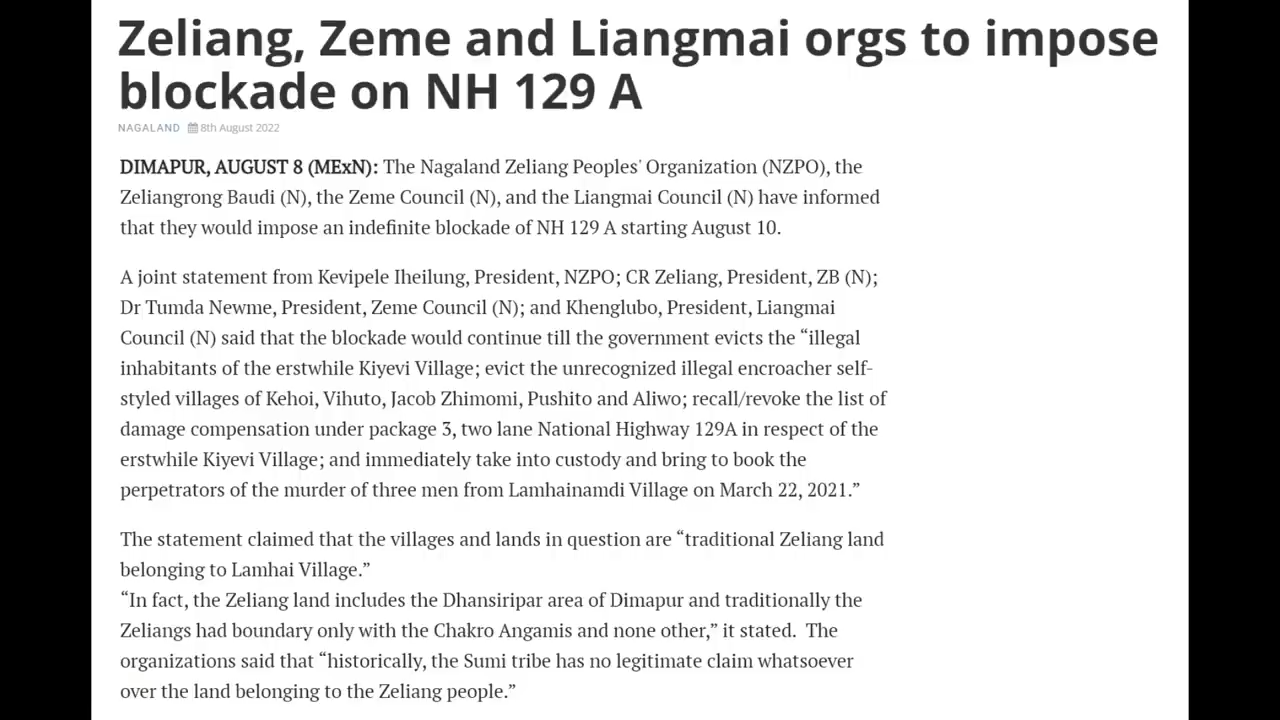 Zeliang, Zeme and Liangmai orgs to impose
blockade on NH 129 A
NAGALAND 8th August 2022
DIMAPUR, AUGUST 8 (MExN): The Nagaland Zeliang Peoples' Organization (NZPO), the
Zeliangrong Baudi (N), the Zeme Council (N), and the Liangmai Council (N) have informed
that they would impose an indefinite blockade of NH 129 A starting August 10.
A joint statement from Kevipele Iheilung, President, NZPO; CR Zeliang, President, ZB (N);
Dr Tumda Newme, President, Zeme Council (N); and Khenglubo, President, Liangmai
Council (N) said that the blockade would continue till the government evicts the “illegal
inhabitants of the erstwhile Kiyevi Village; evict the unrecognized illegal encroacher self-
styled villages of Kehoi, Vihuto, Jacob Zhimomi, Pushito and Aliwo; recall/revoke the list of
damage compensation under package 3, two lane National Highway 129A in respect of the
erstwhile Kiyevi Village; and immediately take into custody and bring to book the
perpetrators of the murder of three men from Lamhainamdi Village on March 22, 2021.”
The statement claimed that the villages and lands in question are “traditional Zeliang land
belonging to Lamhai Village.”
“In fact, the Zeliang land includes the Dhansiripar area of Dimapur and traditionally the
Zeliangs had boundary only with the Chakro Angamis and none other,” it stated.  The
organizations said that “historically, the Sumi tribe has no legitimate claim whatsoever
over the land belonging to the Zeliang people.”